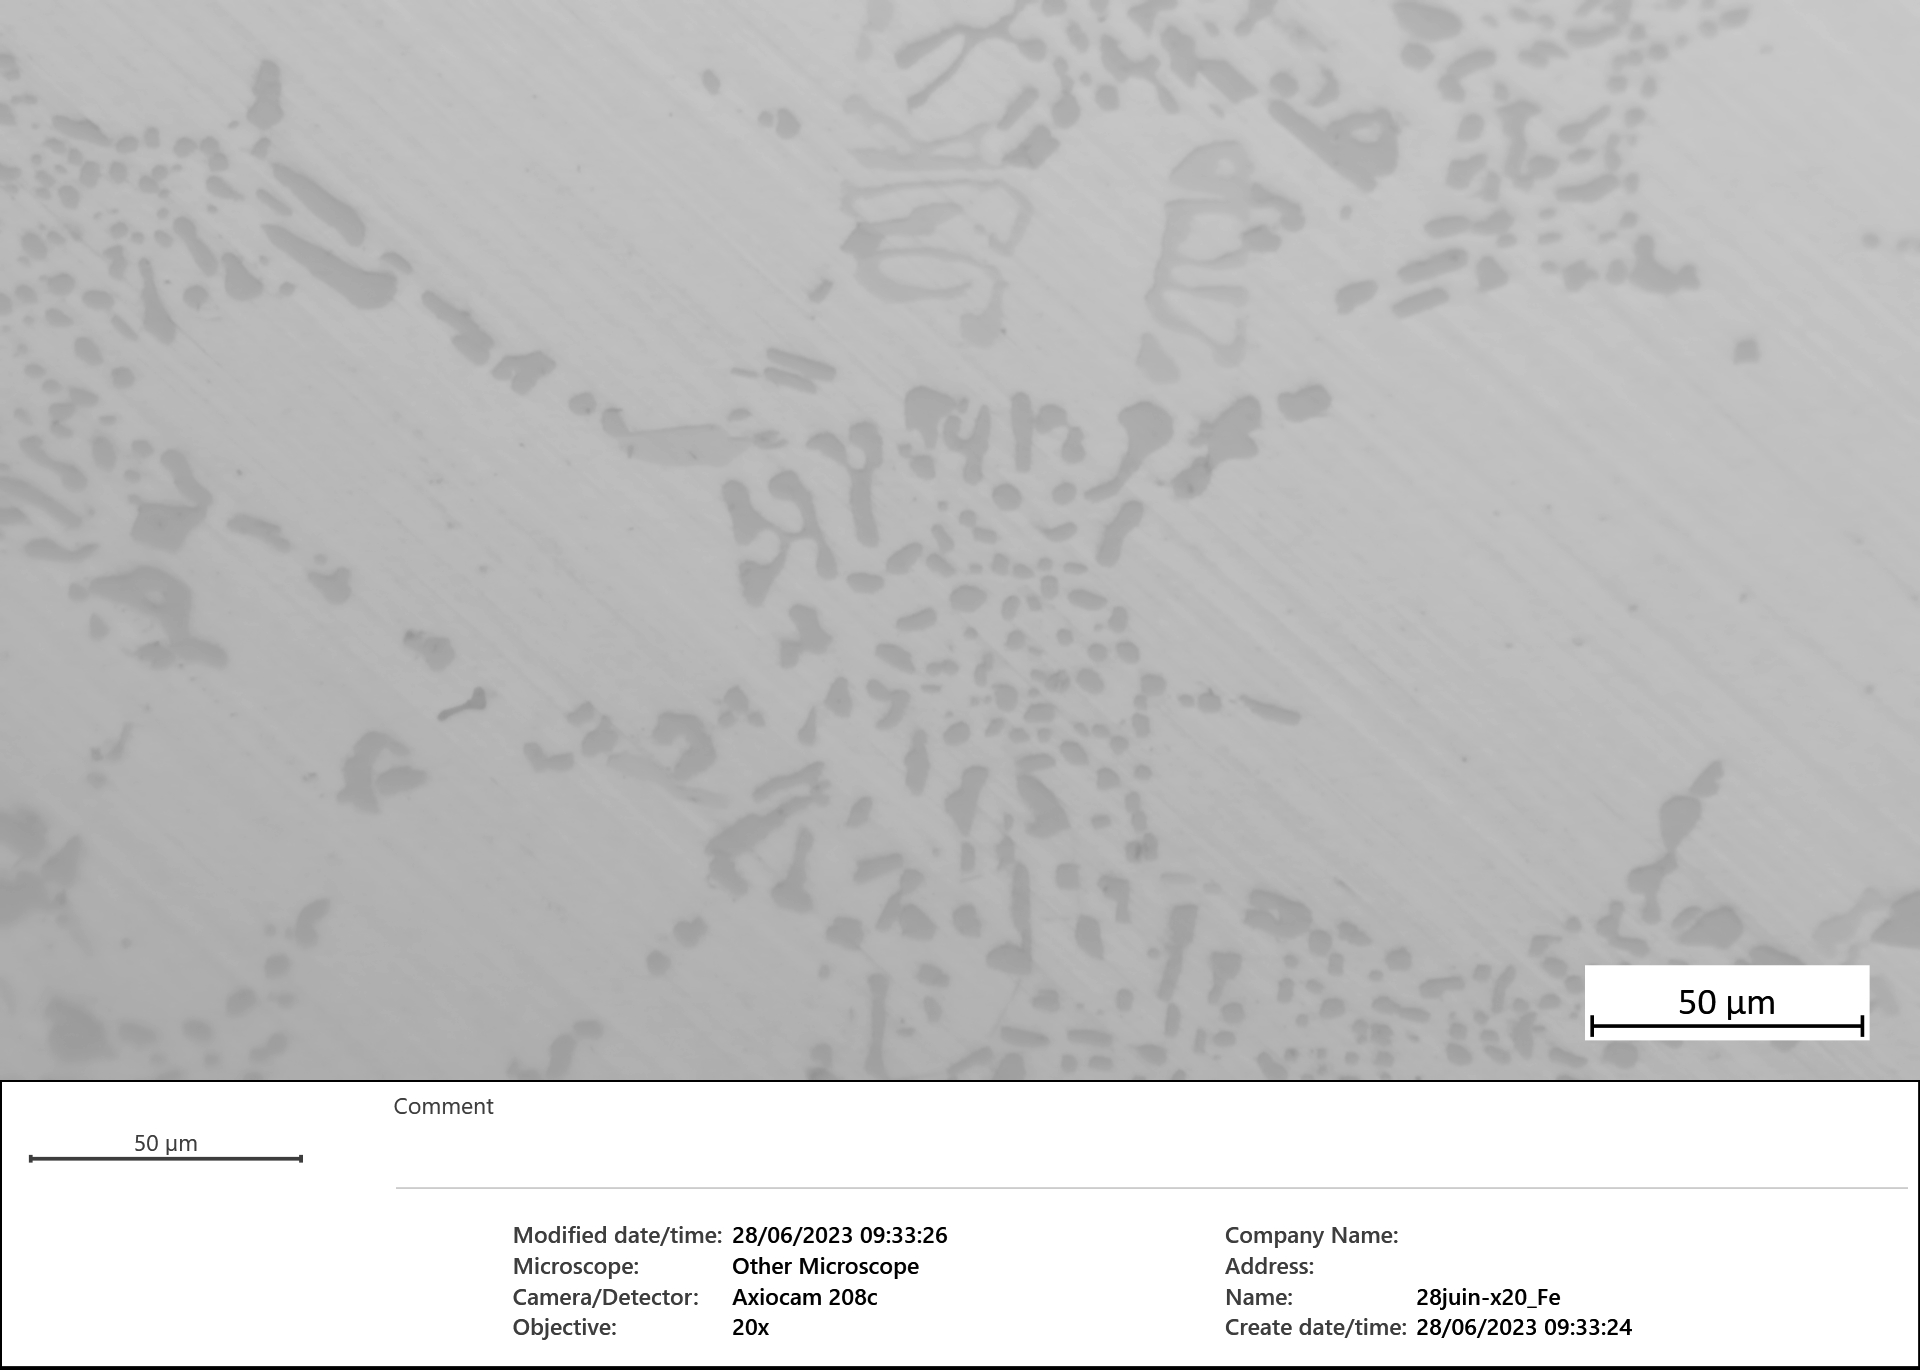 50 µm
50 µm
Comment
Modified date/time: 28/06/2023 09:33:26
Microscope: Other Microscope
Camera/Detector: Axiocam 208c
Objective: 20x
Company Name:
Address:
Name: 28juin-x20_Fe
Create date/time: 28/06/2023 09:33:24